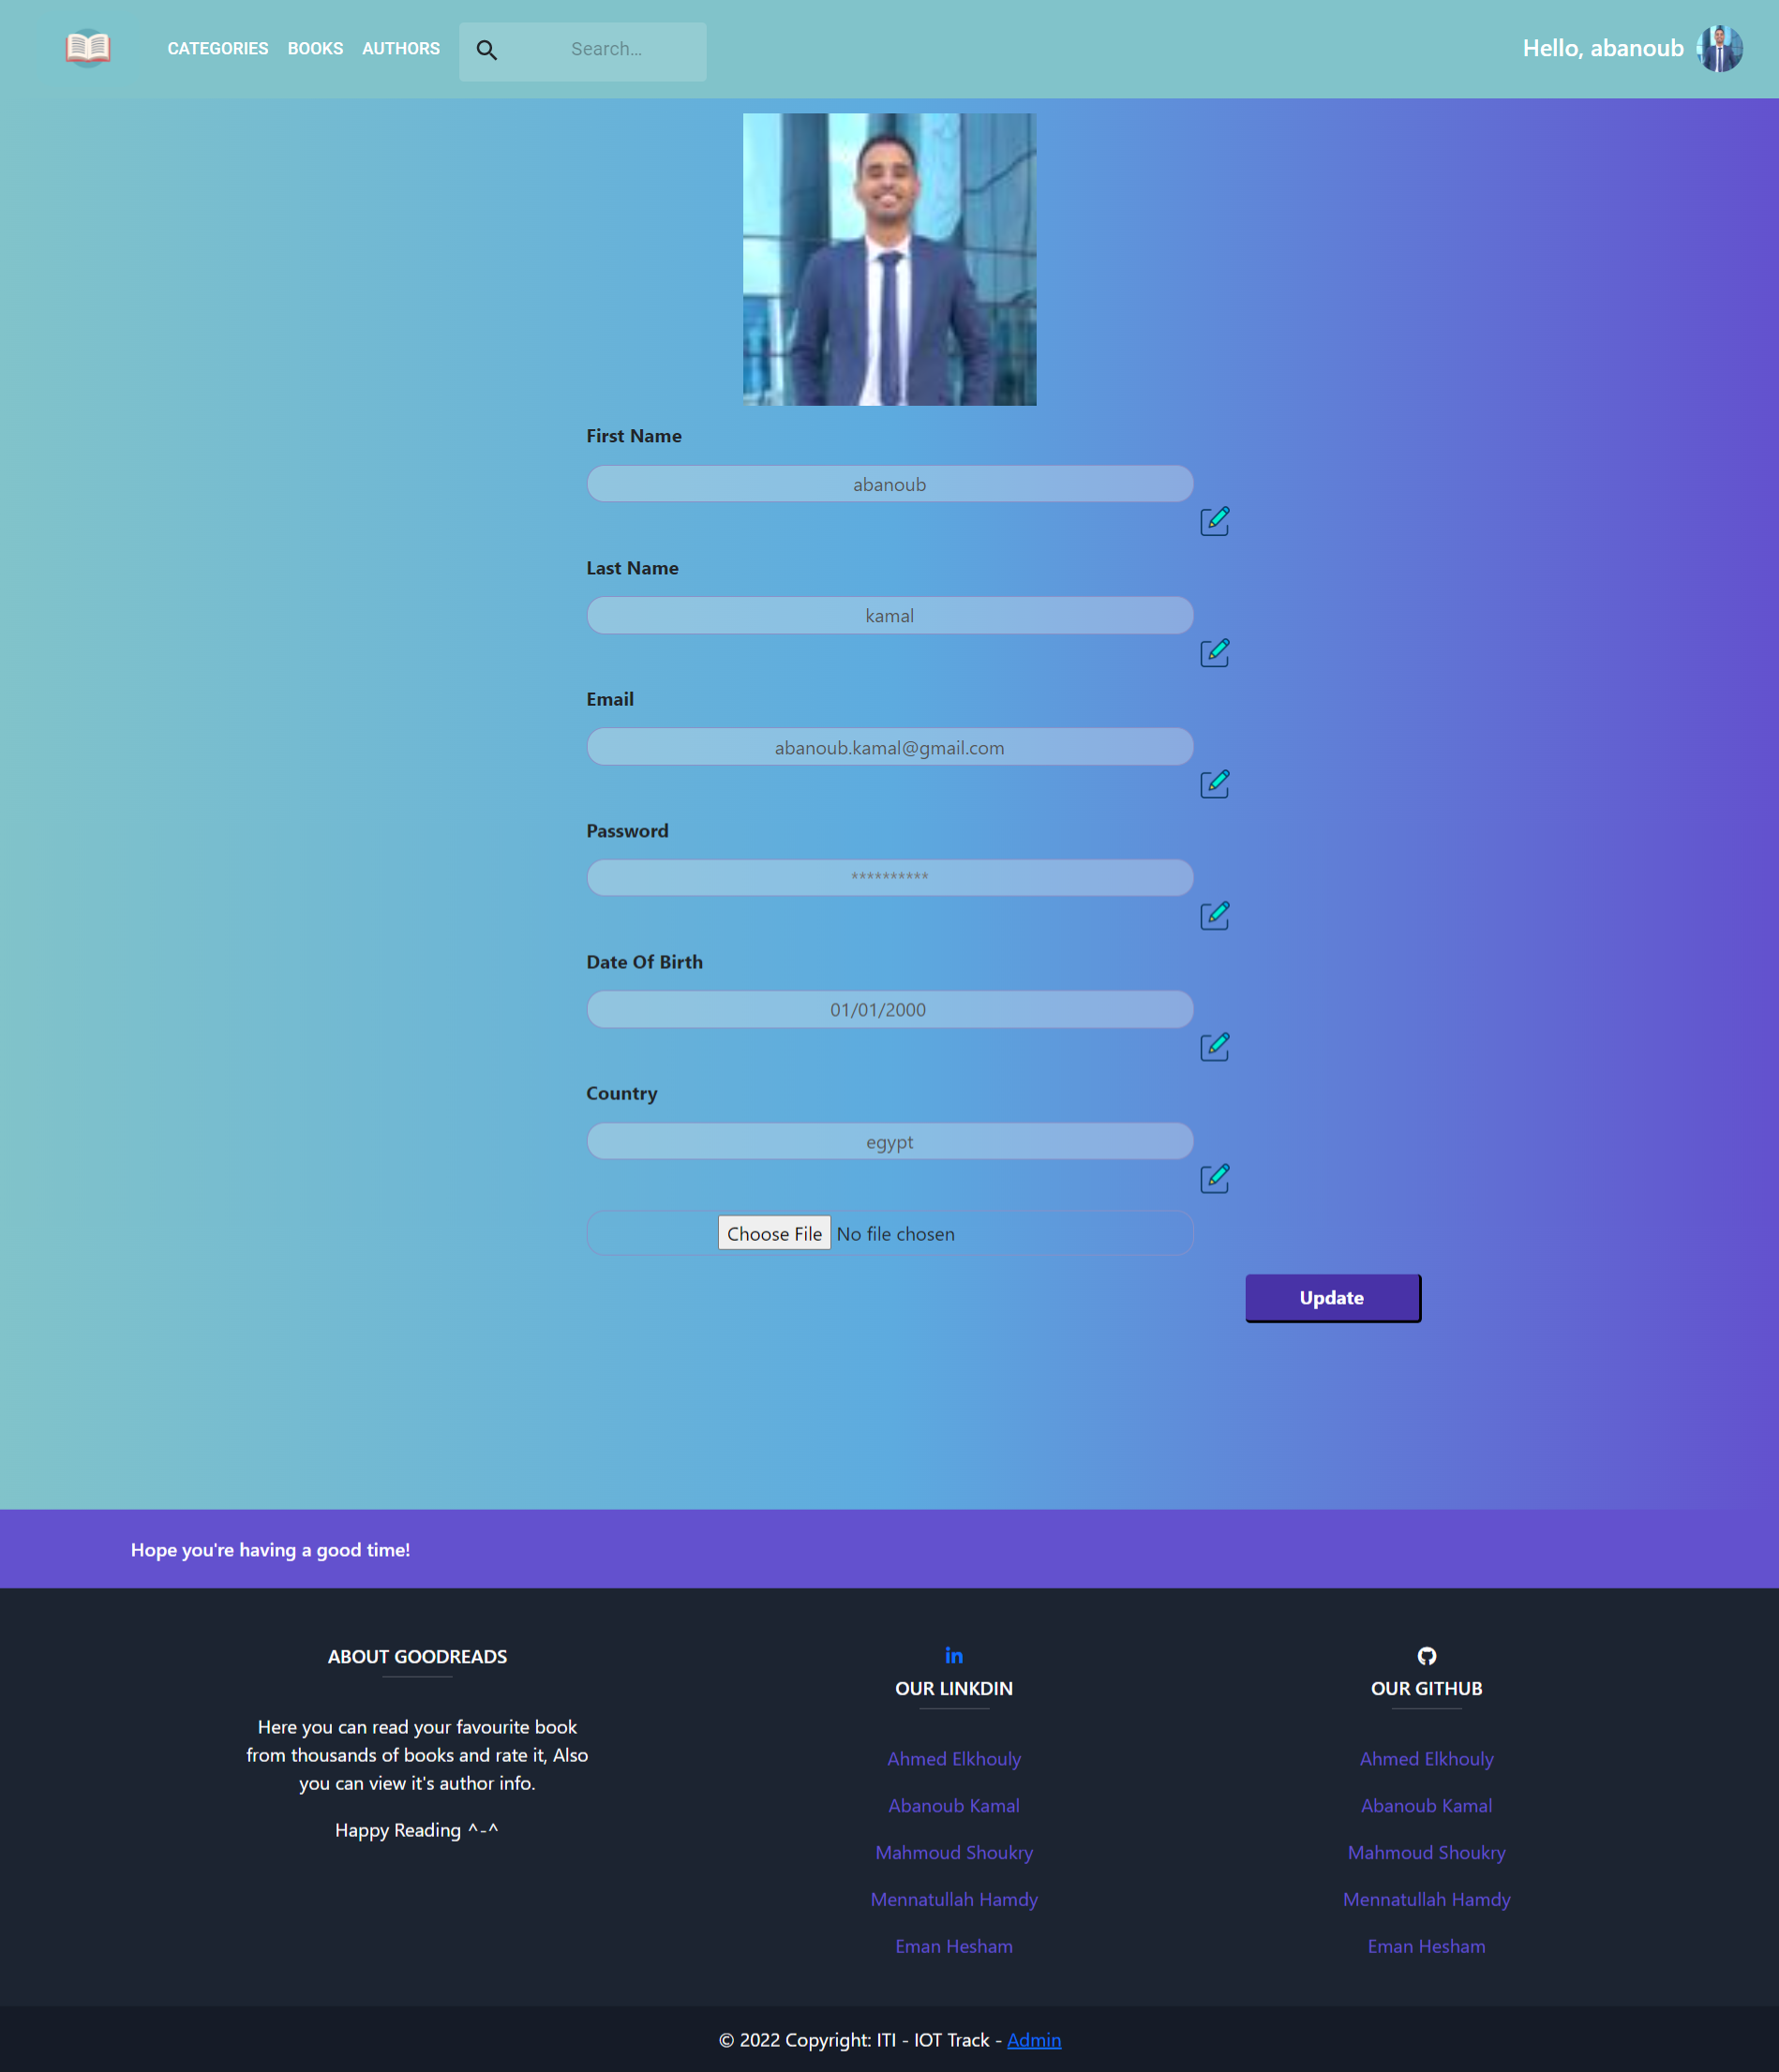 CATEGORIES BOOKS AUTHORS Search... Hello, abanoub
First Name
abanoub
Last Name
kamal
Email
abanoub.kamal@gmail.com
Password
**********
Date Of Birth
01/01/2000
Country
egypt
Choose File No file chosen
Update
Hope you're having a good time!
ABOUT GOODREADS
Here you can read your favourite book
from thousands of books and rate it, Also
you can view it's author info.
Happy Reading ^-^
OUR LINKDIN
Ahmed Elkhouly
Abanoub Kamal
Mahmoud Shoukry
Mennatullah Hamdy
Eman Hesham
OUR GITHUB
Ahmed Elkhouly
Abanoub Kamal
Mahmoud Shoukry
Mennatullah Hamdy
Eman Hesham
© 2022 Copyright: ITI - IOT Track - Admin